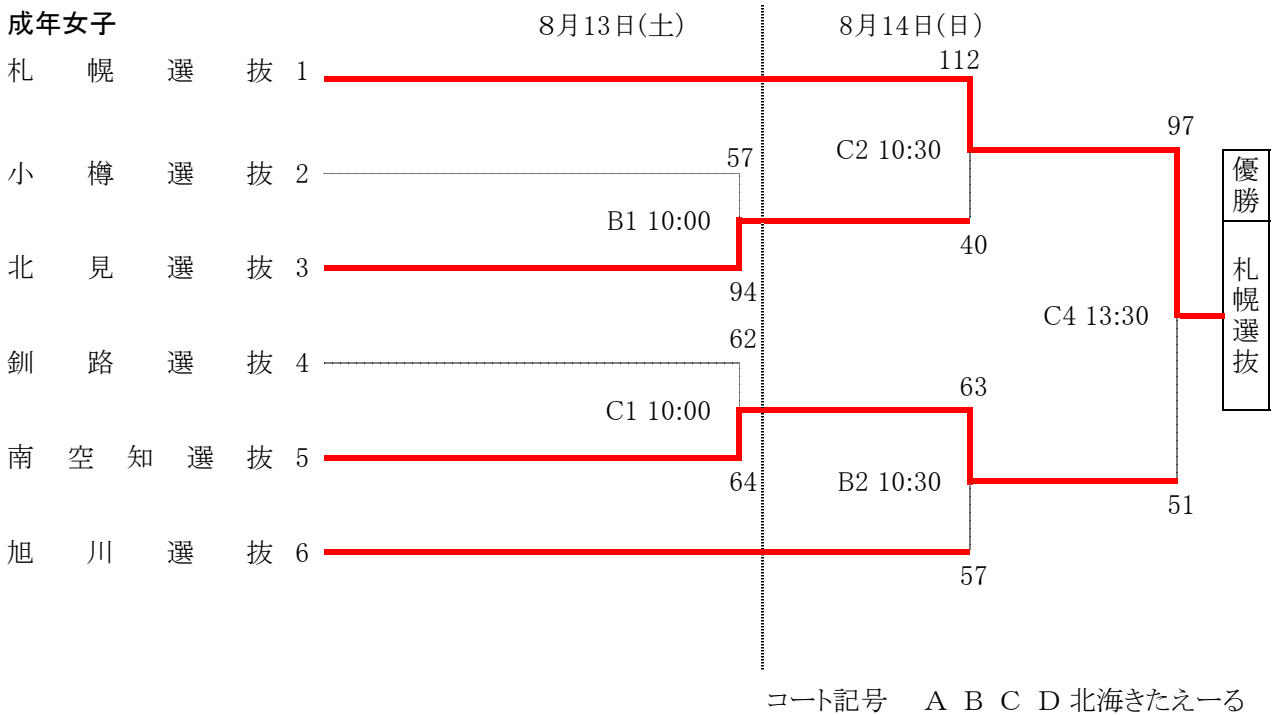 成年女子 8月13日(土) 8月14日(日)
112
札幌選抜 1
97
57 C2 10:30
小樽選抜 2
優勝
B1 10:00
40
北見選抜 3
94
札幌選抜
C4 13:30
62
釧路選抜 4
63
C1 10:00
南空知選抜 5
64 B2 10:30
51
旭川選抜 6
57
コート記号 A B C D 北海きたえーる